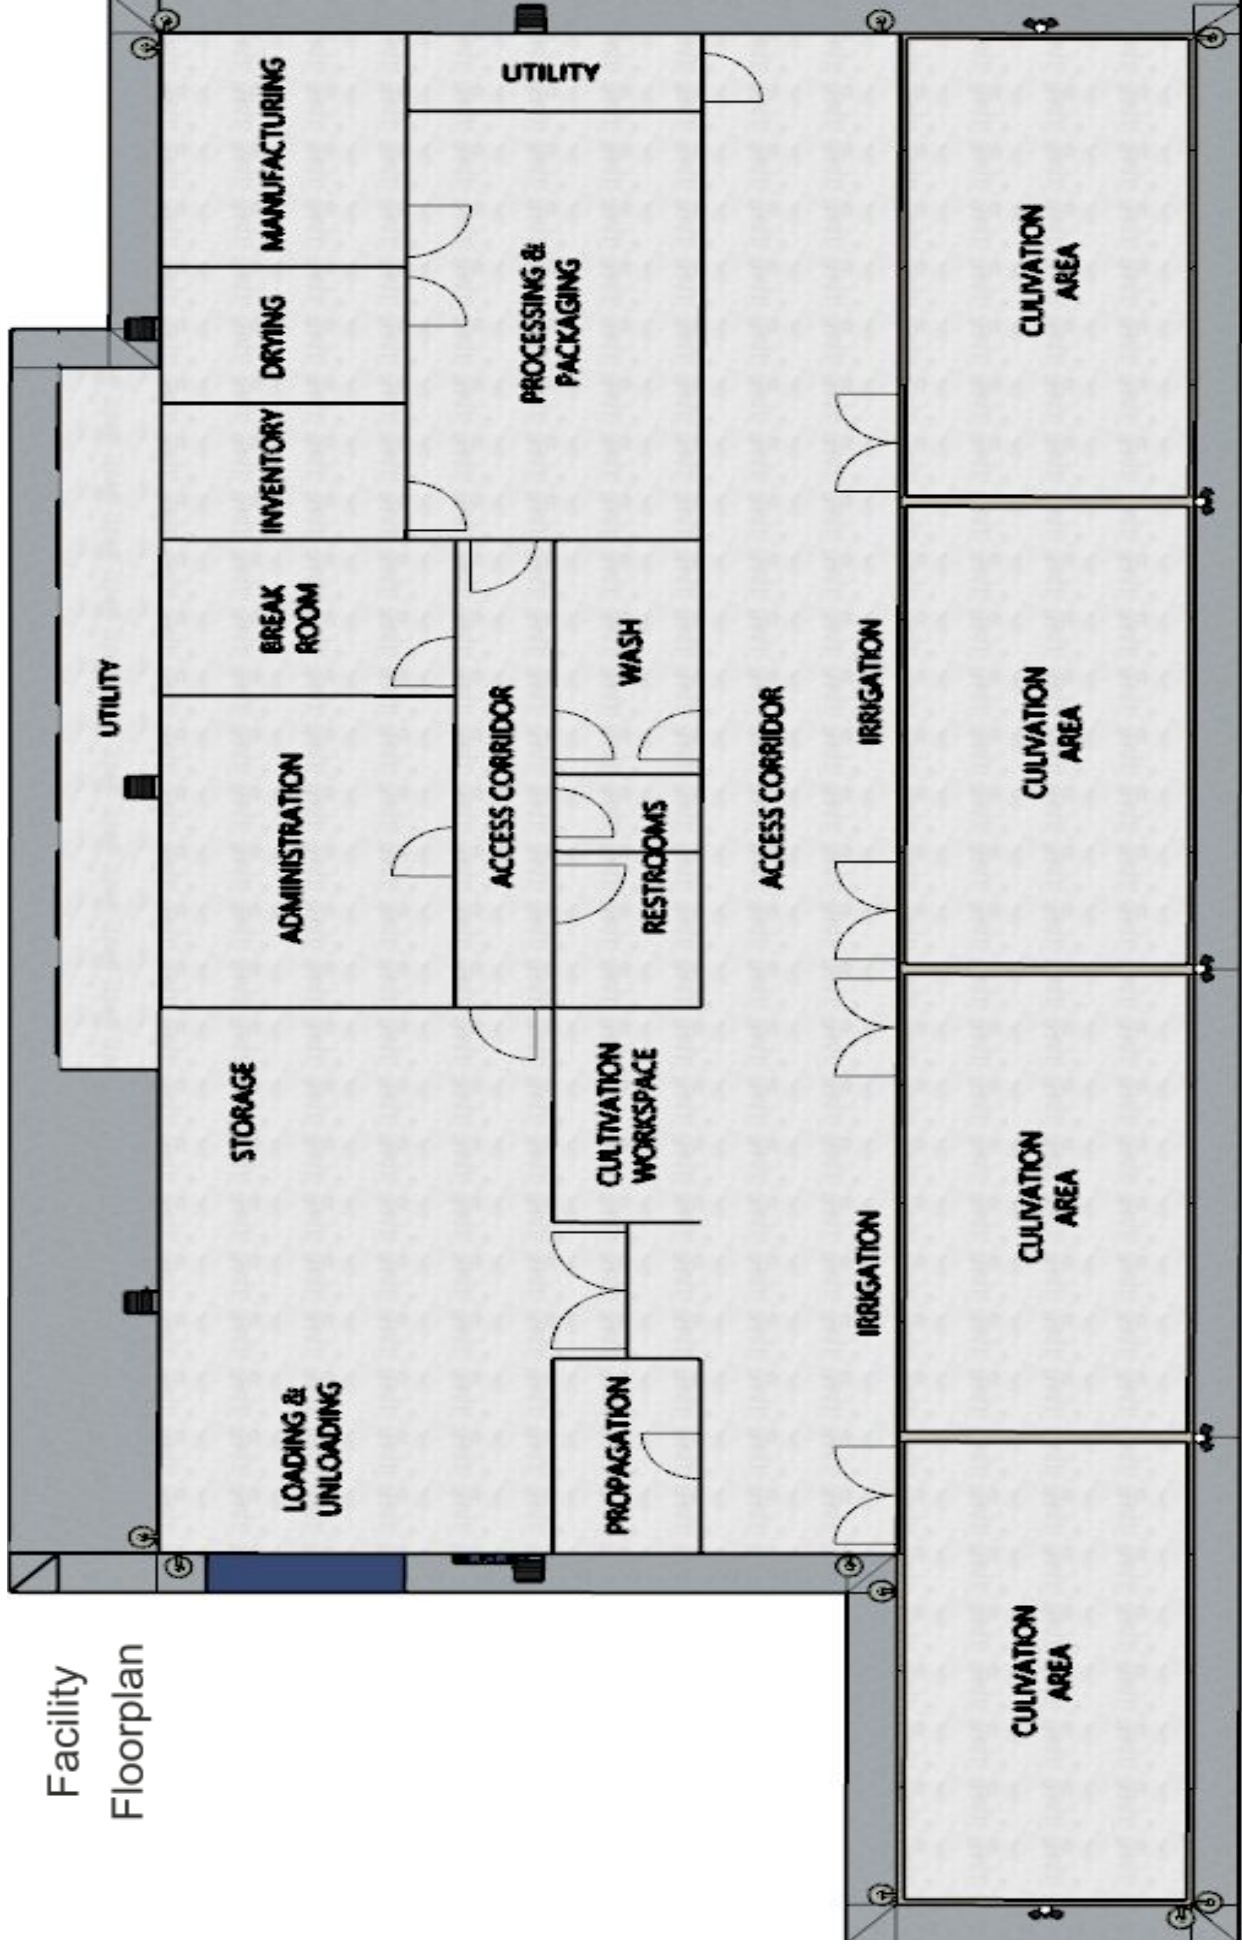 Facility
Floorplan
UTILITY
STORAGE
LOADING &
UNLOADING
ADMINISTRATION
BREAK
ROOM
INVENTORY
DRYING
MANUFACTURING
ACCESS CORRIDOR
PROCESSING &
PACKAGING
UTILITY
PROPAGATION
CULTIVATION
WORKSPACE
RESTROOMS
WASH
ACCESS CORRIDOR
IRRIGATION
IRRIGATION
CULIVATION
AREA
CULIVATION
AREA
CULIVATION
AREA
CULIVATION
AREA